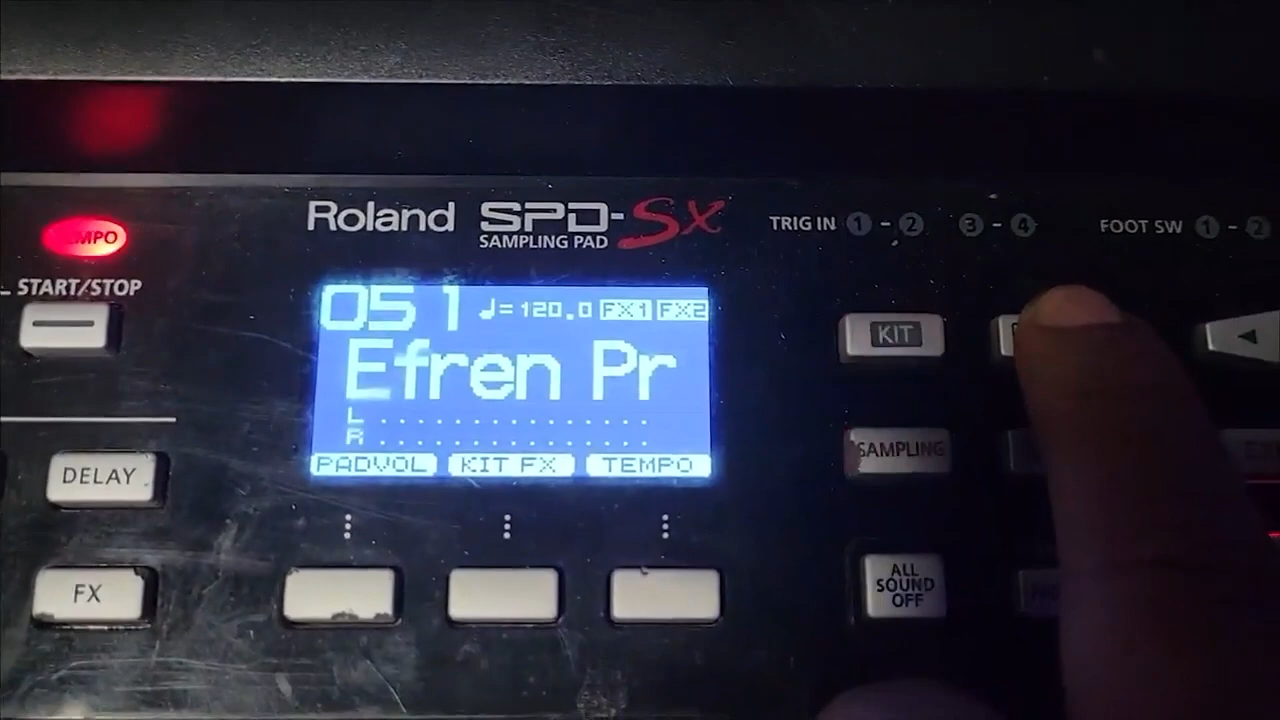 Roland SPD-SX
SAMPLING PAD
TRIG IN 1 - 2 3 - 4
FOOT SW 1 - 2
TEMPO
START/STOP
051 ♩=120.0 FX1 FX2
Efren Pr
L
R
PADVOL KIT FX TEMPO
KIT
DELAY
SAMPLING
FX
ALL
SOUND
OFF